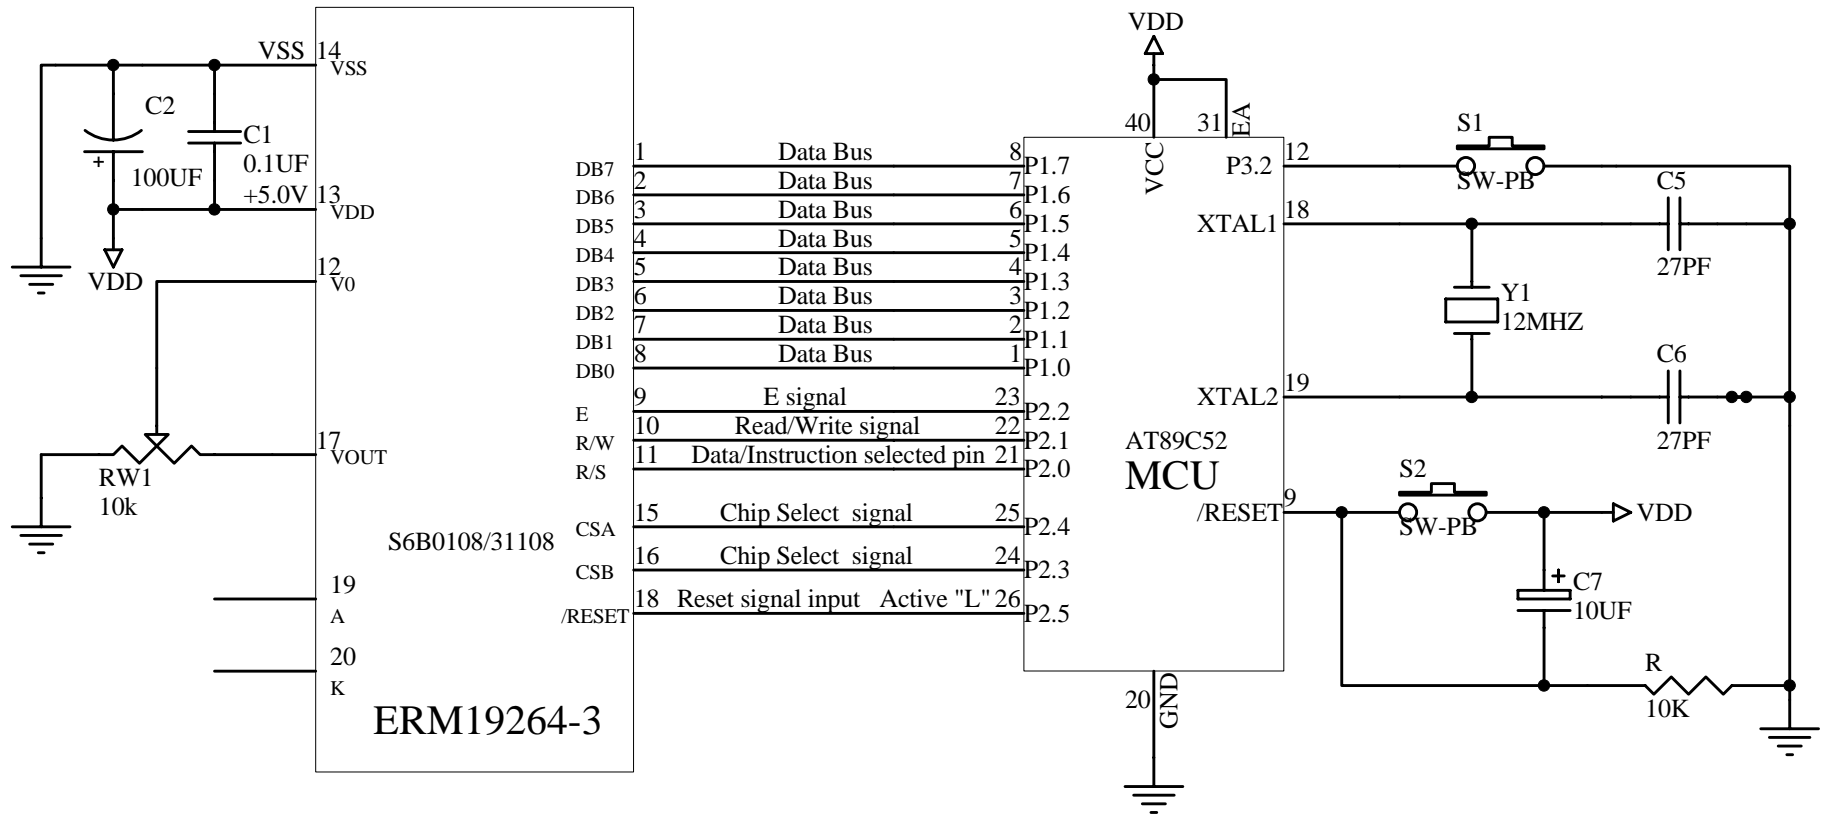 VDD
VSS 14
VSS
C2
C1
0.1UF
100UF
+
+5.0V 13
VDD
VDD
12
V0
17
VOUT
RW1
10k
S6B0108/31108
19
A
20
K
ERM19264-3
DB7 1 Data Bus 8 P1.7
DB6 2 Data Bus 7 P1.6
DB5 3 Data Bus 6 P1.5
DB4 4 Data Bus 5 P1.4
DB3 5 Data Bus 4 P1.3
DB2 6 Data Bus 3 P1.2
DB1 7 Data Bus 2 P1.1
DB0 8 Data Bus 1 P1.0
E 9 E signal 23 P2.2
R/W 10 Read/Write signal 22 P2.1
R/S 11 Data/Instruction selected pin 21 P2.0
CSA 15 Chip Select signal 25 P2.4
CSB 16 Chip Select signal 24 P2.3
/RESET 18 Reset signal input Active "L" 26 P2.5
40
VCC
31
EA
AT89C52
MCU
20
GND
P3.2 12
S1
SW-PB
XTAL1 18
C5
27PF
Y1
12MHZ
XTAL2 19
C6
27PF
/RESET 9
S2
SW-PB
VDD
+
C7
10UF
R
10K